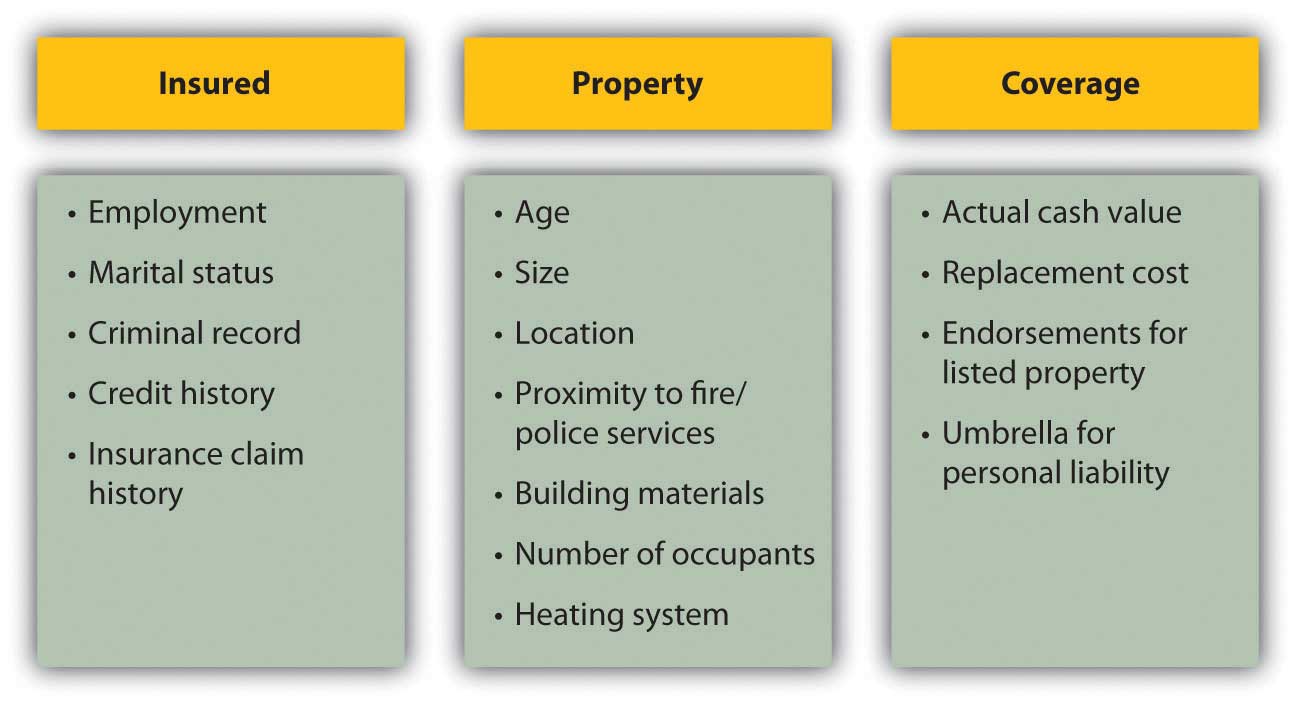 Insured
• Employment
• Marital status
• Criminal record
• Credit history
• Insurance claim
history
Property
• Age
• Size
• Location
• Proximity to fire/
police services
• Building materials
• Number of occupants
• Heating system
Coverage
• Actual cash value
• Replacement cost
• Endorsements for
listed property
• Umbrella for
personal liability